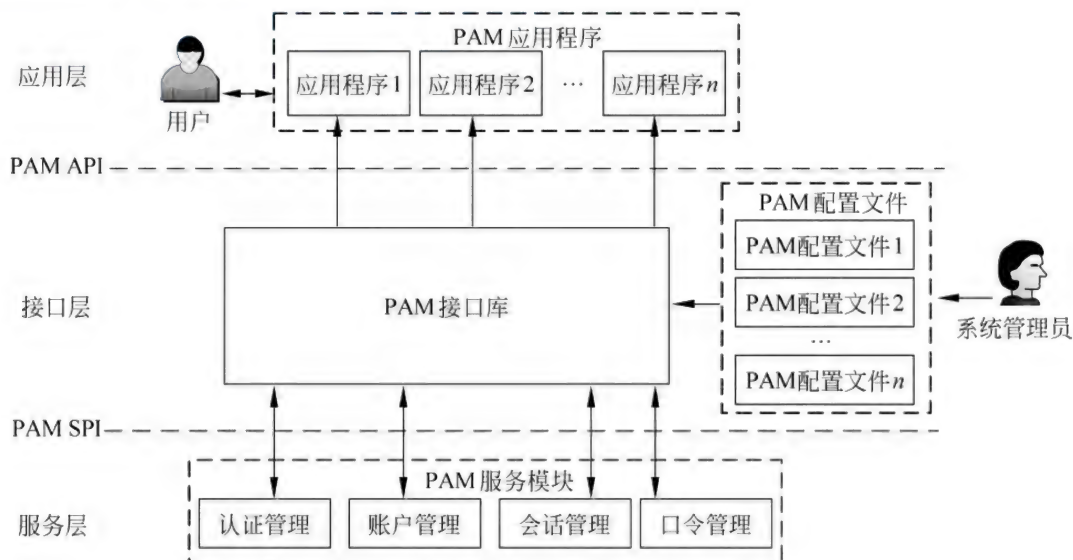 PAM应用程序
应用层
应用程序1
应用程序2
…
应用程序n
用户
PAM API
PAM配置文件
PAM配置文件1
接口层
PAM接口库
PAM配置文件2
系统管理员
…
PAM配置文件n
PAM SPI
PAM服务模块
服务层
认证管理
账户管理
会话管理
口令管理